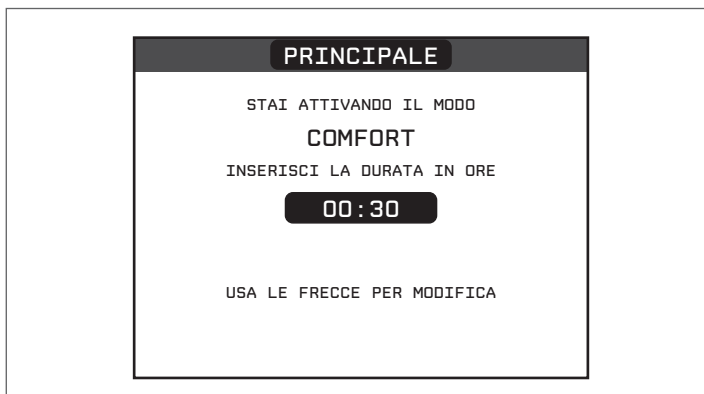 PRINCIPALE
STAI ATTIVANDO IL MODO
COMFORT
INSERISCI LA DURATA IN ORE
00:30
USA LE FRECCE PER MODIFICA